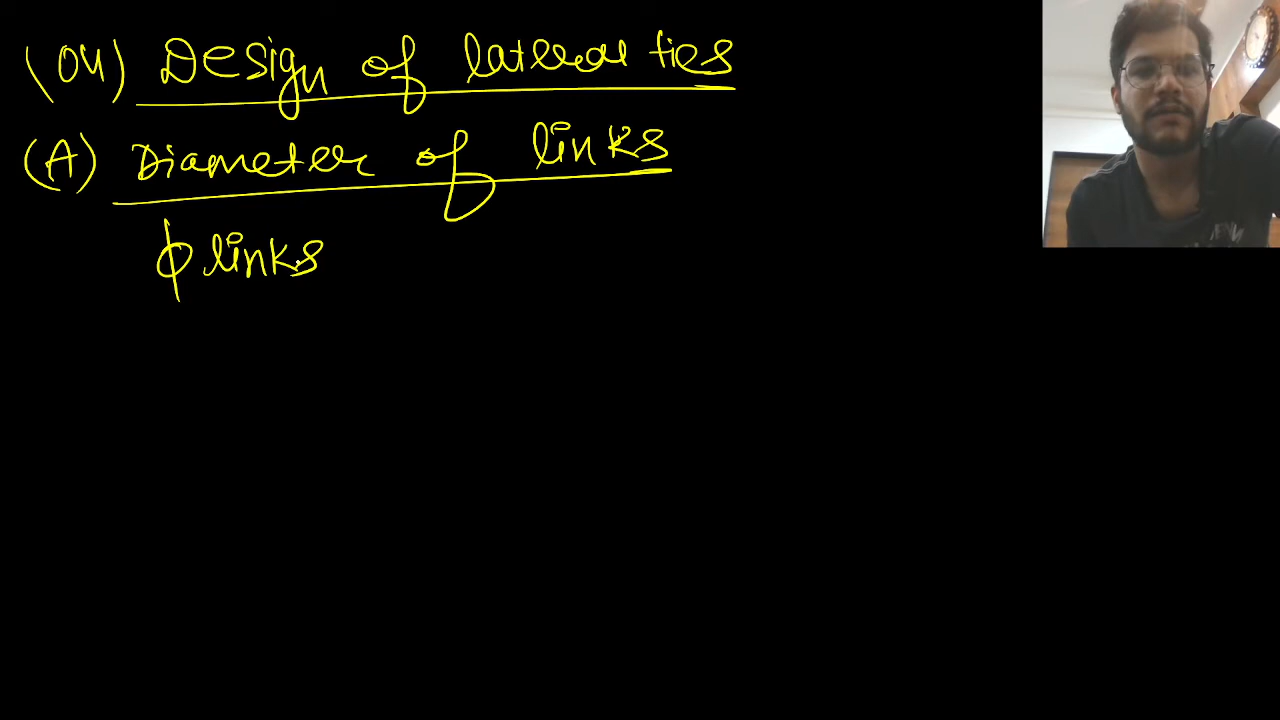 (04) Design of lateral ties
(A) Diameter of links
ϕ links